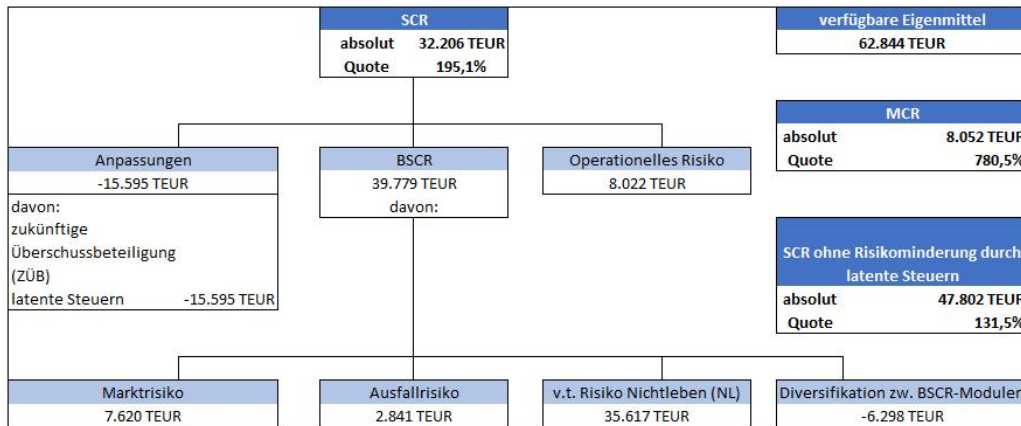 SCR
absolut 32.206 TEUR
Quote 195,1%
verfügbare Eigenmittel
62.844 TEUR
MCR
absolut 8.052 TEUR
Quote 780,5%
Anpassungen
-15.595 TEUR
davon:
zukünftige
Überschussbeteiligung
(ZÜB)
latente Steuern -15.595 TEUR
BSCR
39.779 TEUR
davon:
Operationelles Risiko
8.022 TEUR
SCR ohne Risikominderung durch
latente Steuern
absolut 47.802 TEUR
Quote 131,5%
Marktrisiko
7.620 TEUR
Ausfallrisiko
2.841 TEUR
v.t. Risiko Nichtleben (NL)
35.617 TEUR
Diversifikation zw. BSCR-Modulen
-6.298 TEUR